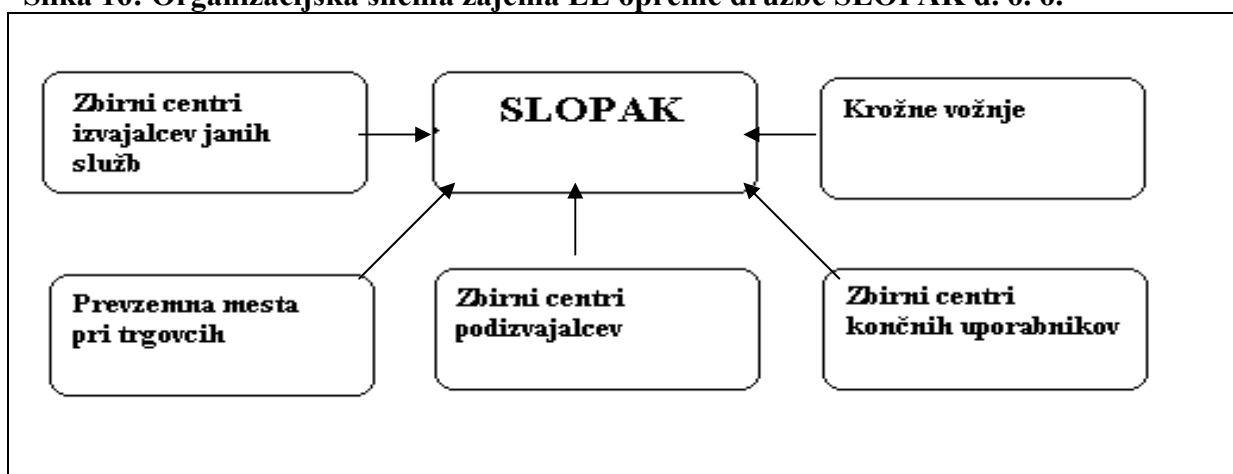 Slika 10: Organizacijska shema zajema EE opreme družbe SLOPAK d. o. o.
Zbirni centri
izvajalcev janih
služb
SLOPAK
Krožne vožnje
Prevzemna mesta
pri trgovcih
Zbirni centri
podizvajalcev
Zbirni centri
končnih uporabnikov